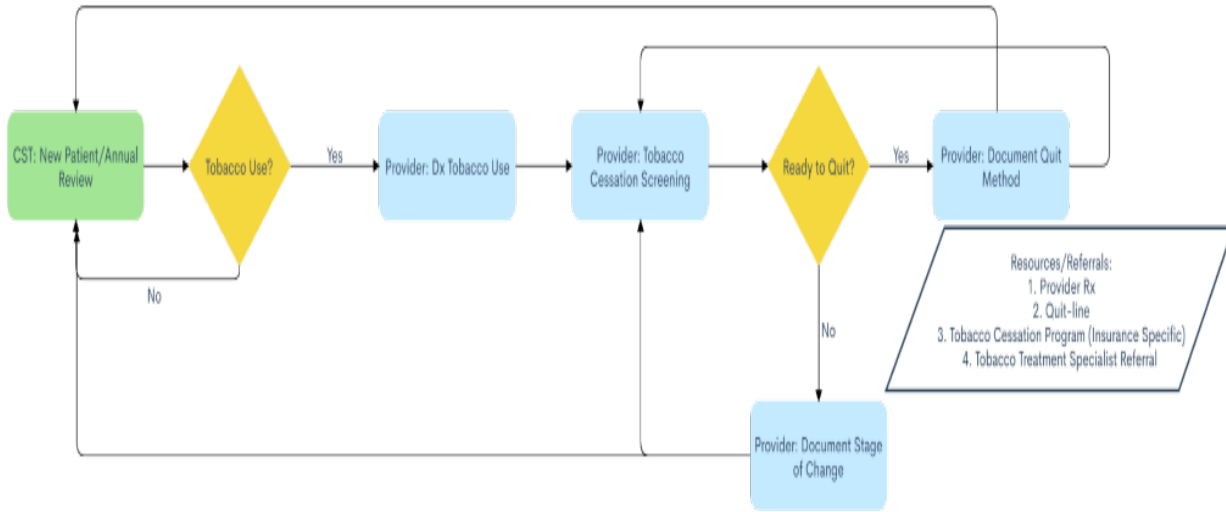 CST: New Patient/Annual
Review
Tobacco Use?
Yes
No
Provider: Dx Tobacco Use
Provider: Tobacco
Cessation Screening
Ready to Quit?
Yes
No
Provider: Document Quit
Method
Resources/Referrals:
1. Provider Rx
2. Quit-line
3. Tobacco Cessation Program (Insurance Specific)
4. Tobacco Treatment Specialist Referral
Provider: Document Stage
of Change